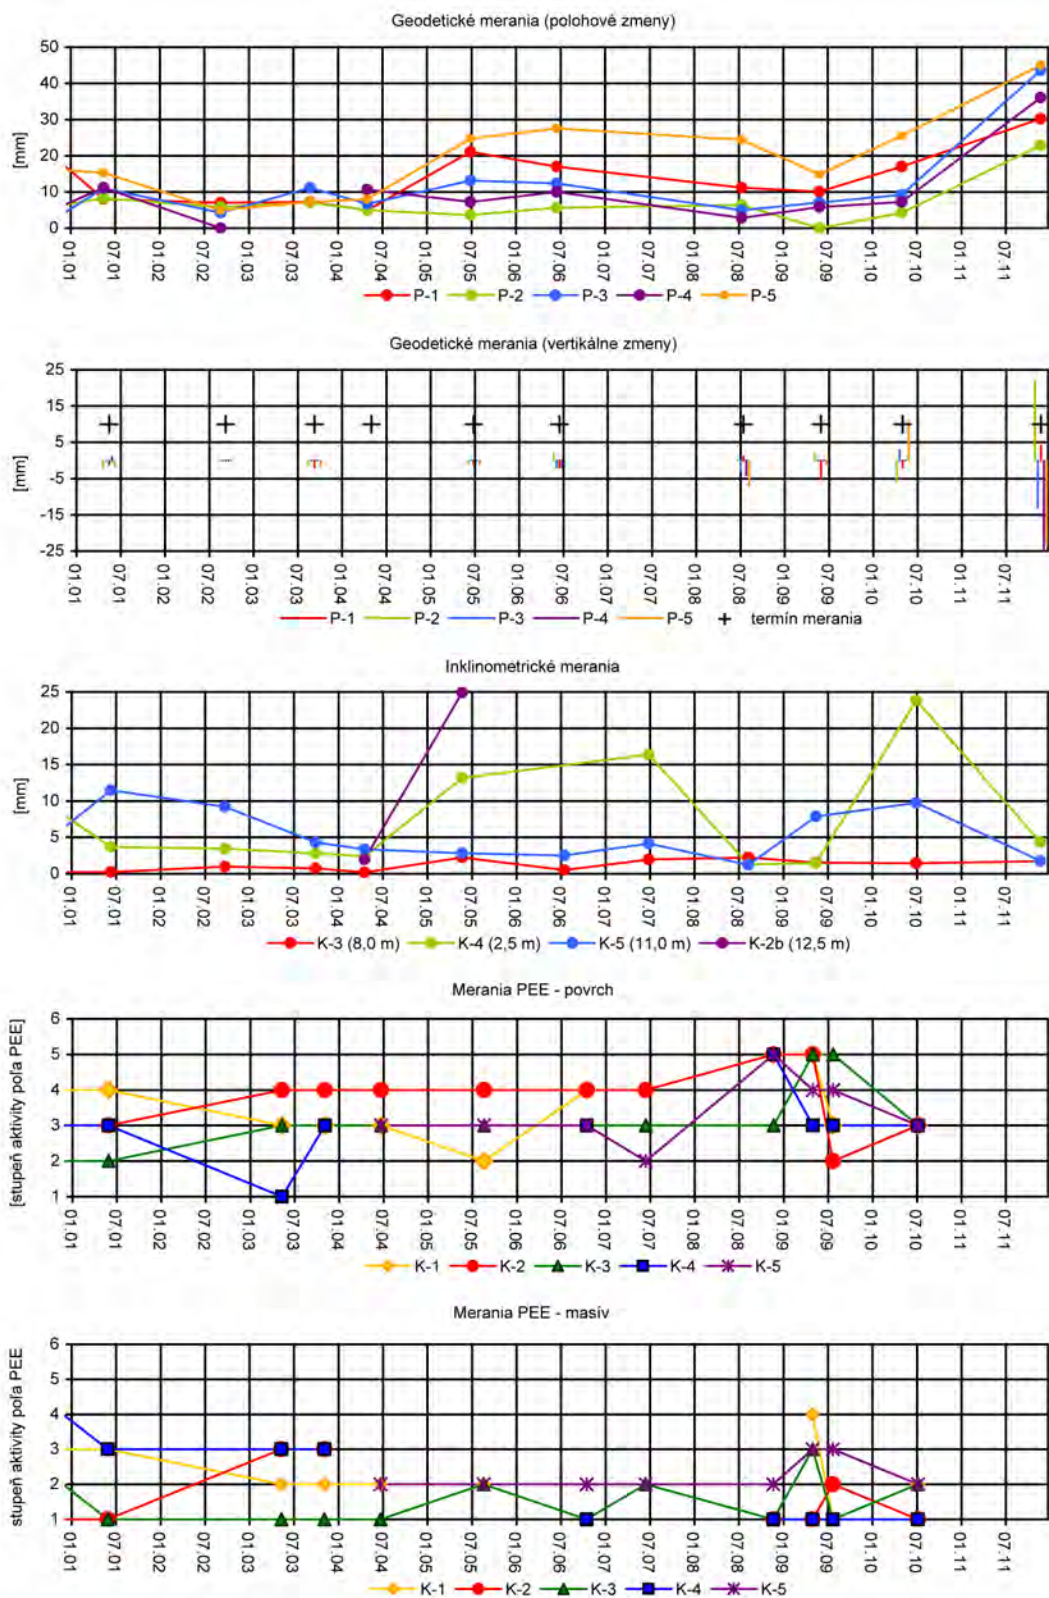 Geodetické merania (polohové zmeny)
50
40
30
20
10
0
[mm]
01.01 07.01 01.02 07.02 01.03 07.03 01.04 07.04 01.05 07.05 01.06 07.06 01.07 07.07 01.08 07.08 01.09 07.09 01.10 07.10 01.11 07.11
P-1 P-2 P-3 P-4 P-5
Geodetické merania (vertikálne zmeny)
25
15
5
-5
-15
-25
[mm]
01.01 07.01 01.02 07.02 01.03 07.03 01.04 07.04 01.05 07.05 01.06 07.06 01.07 07.07 01.08 07.08 01.09 07.09 01.10 07.10 01.11 07.11
P-1 P-2 P-3 P-4 P-5 + termín merania
Inklinometrické merania
25
20
15
10
5
0
[mm]
01.01 07.01 01.02 07.02 01.03 07.03 01.04 07.04 01.05 07.05 01.06 07.06 01.07 07.07 01.08 07.08 01.09 07.09 01.10 07.10 01.11 07.11
K-3 (8,0 m) K-4 (2,5 m) K-5 (11,0 m) K-2b (12,5 m)
Merania PEE - povrch
6
5
4
3
2
1
[stupeň aktivity poľa PEE]
01.01 07.01 01.02 07.02 01.03 07.03 01.04 07.04 01.05 07.05 01.06 07.06 01.07 07.07 01.08 07.08 01.09 07.09 01.10 07.10 01.11 07.11
K-1 K-2 K-3 K-4 K-5
Merania PEE - masív
6
5
4
3
2
1
stupeň aktivity poľa PEE
01.01 07.01 01.02 07.02 01.03 07.03 01.04 07.04 01.05 07.05 01.06 07.06 01.07 07.07 01.08 07.08 01.09 07.09 01.10 07.10 01.11 07.11
K-1 K-2 K-3 K-4 K-5